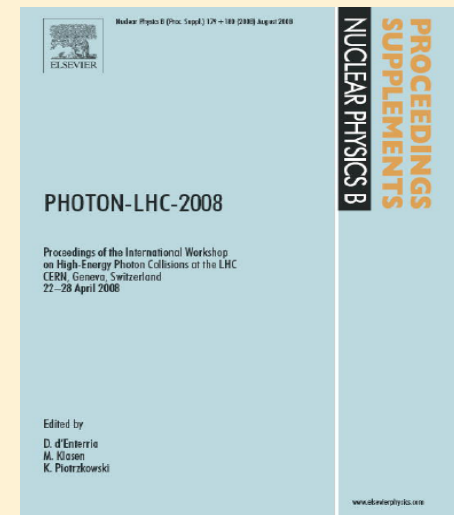 Nuclear Physics B (Proc. Suppl.) 179–180 (2008) August 2008
ELSEVIER
PROCEEDINGS
SUPPLEMENTS
NUCLEAR PHYSICS B
PHOTON-LHC-2008
Proceedings of the International Workshop
on High-Energy Photon Collisions at the LHC
CERN, Geneva, Switzerland
22–28 April 2008
Edited by
D. d'Enterria
M. Klasen
K. Piotrzkowski
www.elsevierphysics.com